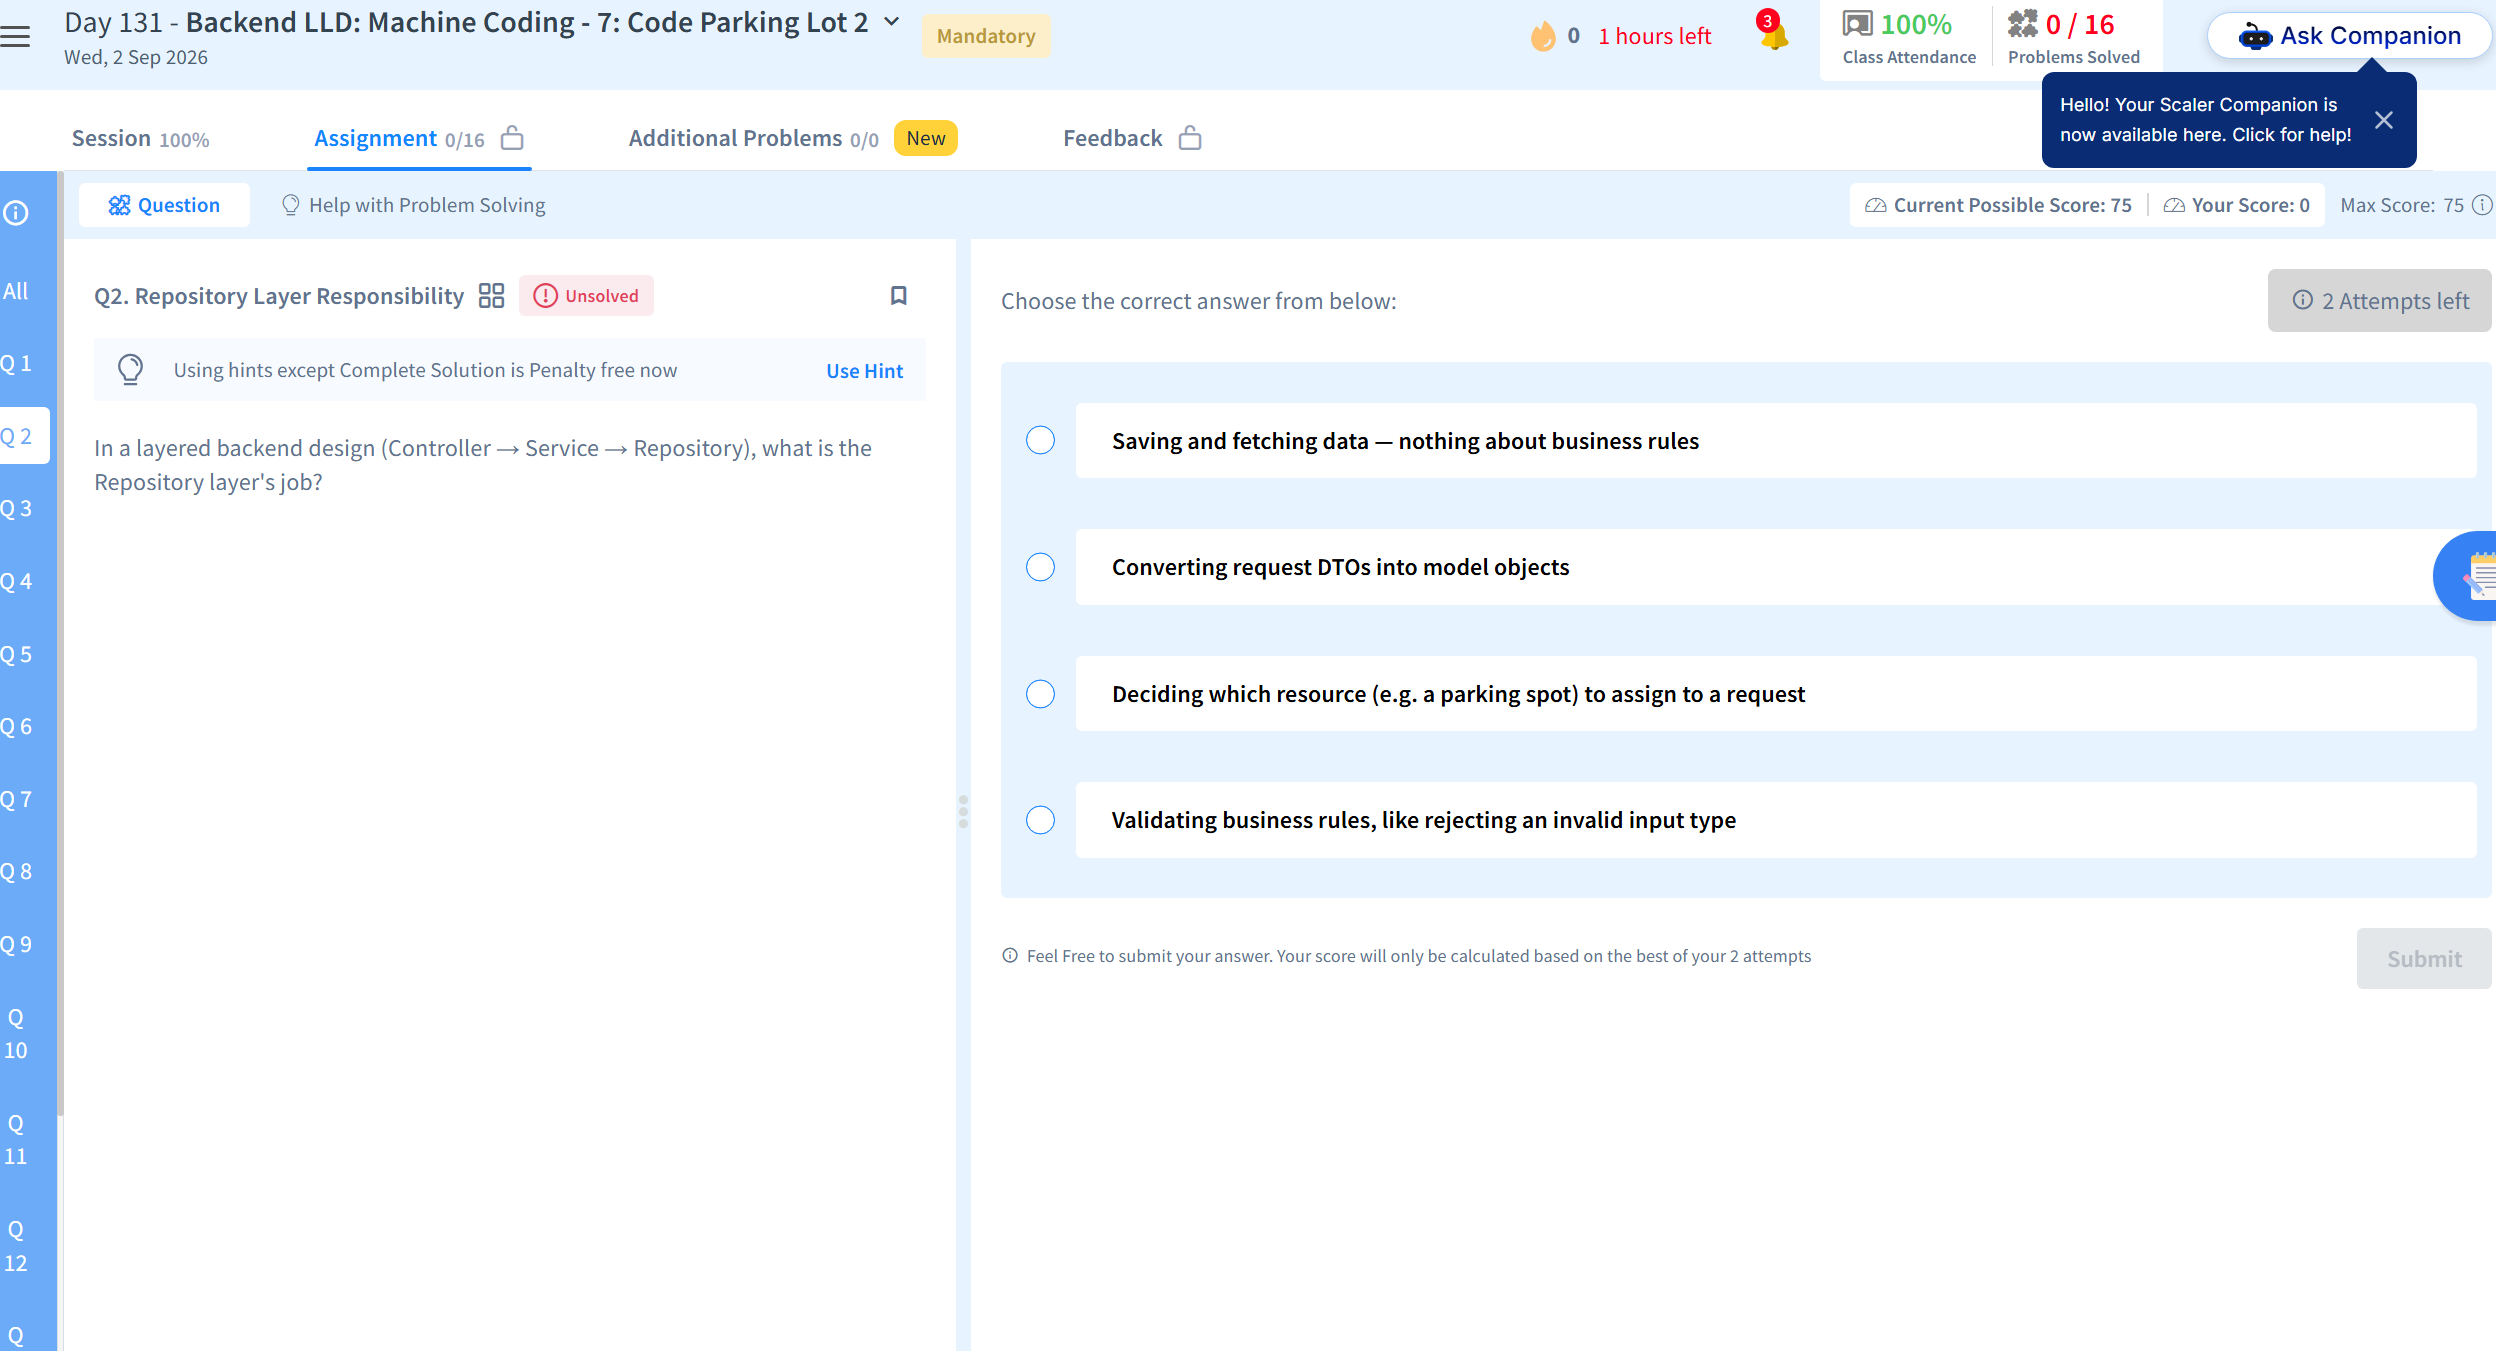 Day 131 - Backend LLD: Machine Coding - 7: Code Parking Lot 2
Wed, 2 Sep 2026
Mandatory
0
1 hours left
3
100%
Class Attendance
0 / 16
Problems Solved
Ask Companion
Hello! Your Scaler Companion is
now available here. Click for help!
Session 100%
Assignment 0/16
Additional Problems 0/0
New
Feedback
Question
Help with Problem Solving
Current Possible Score: 75
Your Score: 0
Max Score: 75
All
Q 1
Q 2
Q 3
Q 4
Q 5
Q 6
Q 7
Q 8
Q 9
Q
10
Q
11
Q
12
Q
Q2. Repository Layer Responsibility
Unsolved
Using hints except Complete Solution is Penalty free now
Use Hint
In a layered backend design (Controller → Service → Repository), what is the
Repository layer's job?
Choose the correct answer from below:
2 Attempts left
Saving and fetching data — nothing about business rules
Converting request DTOs into model objects
Deciding which resource (e.g. a parking spot) to assign to a request
Validating business rules, like rejecting an invalid input type
Feel Free to submit your answer. Your score will only be calculated based on the best of your 2 attempts
Submit